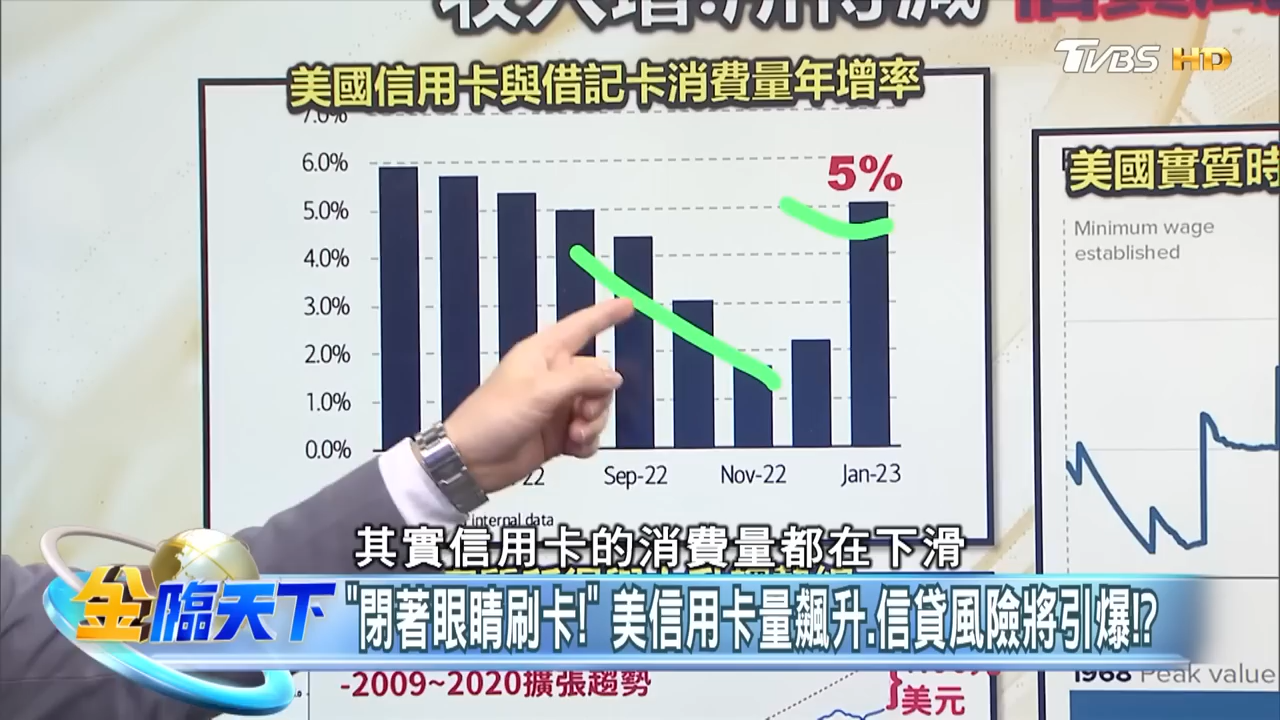 TVBS HD
美國信用卡與借記卡消費量年增率
7.0%
6.0%
5.0%
4.0%
3.0%
2.0%
1.0%
0.0%
5%
Sep-22
Nov-22
Jan-23
internal data
美國實質時
Minimum wage
established
其實信用卡的消費量都在下滑
金臨天下
"閉著眼睛刷卡!" 美信用卡量飆升.信貸風險將引爆!?
-2009~2020擴張趨勢
美元
1968 Peak value